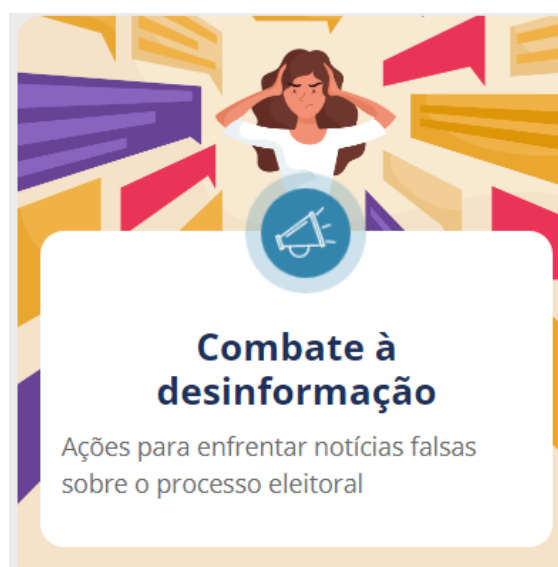 Combate à
desinformação
Ações para enfrentar notícias falsas
sobre o processo eleitoral